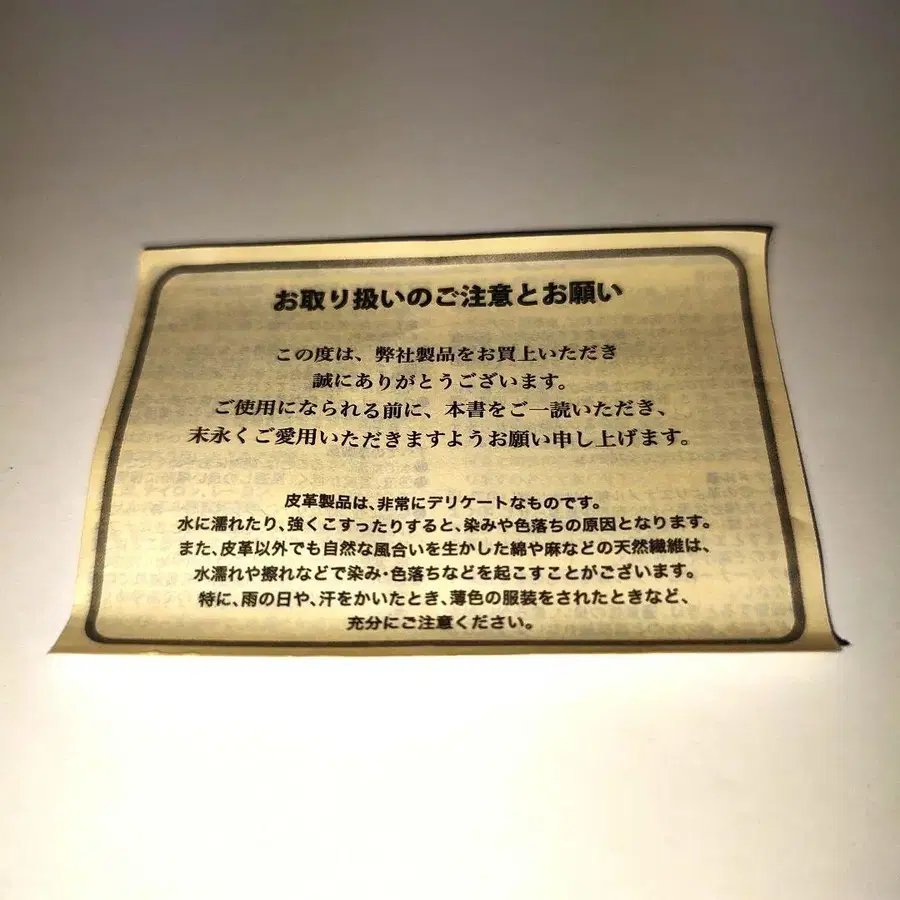 お取り扱いのご注意とお願い
この度は、弊社製品をお買上いただき
誠にありがとうございます。
ご使用になられる前に、本書をご一読いただき、
末永くご愛用いただきますようお願い申し上げます。
皮革製品は、非常にデリケートなものです。
水に濡れたり、強くこすったりすると、染みや色落ちの原因となります。
また、皮革以外でも自然な風合いを生かした綿や麻などの天然繊維は、
水濡れや擦れなどで染み・色落ちなどを起こすことがございます。
特に、雨の日や、汗をかいたとき、薄色の服装をされたときなど、
充分にご注意ください。